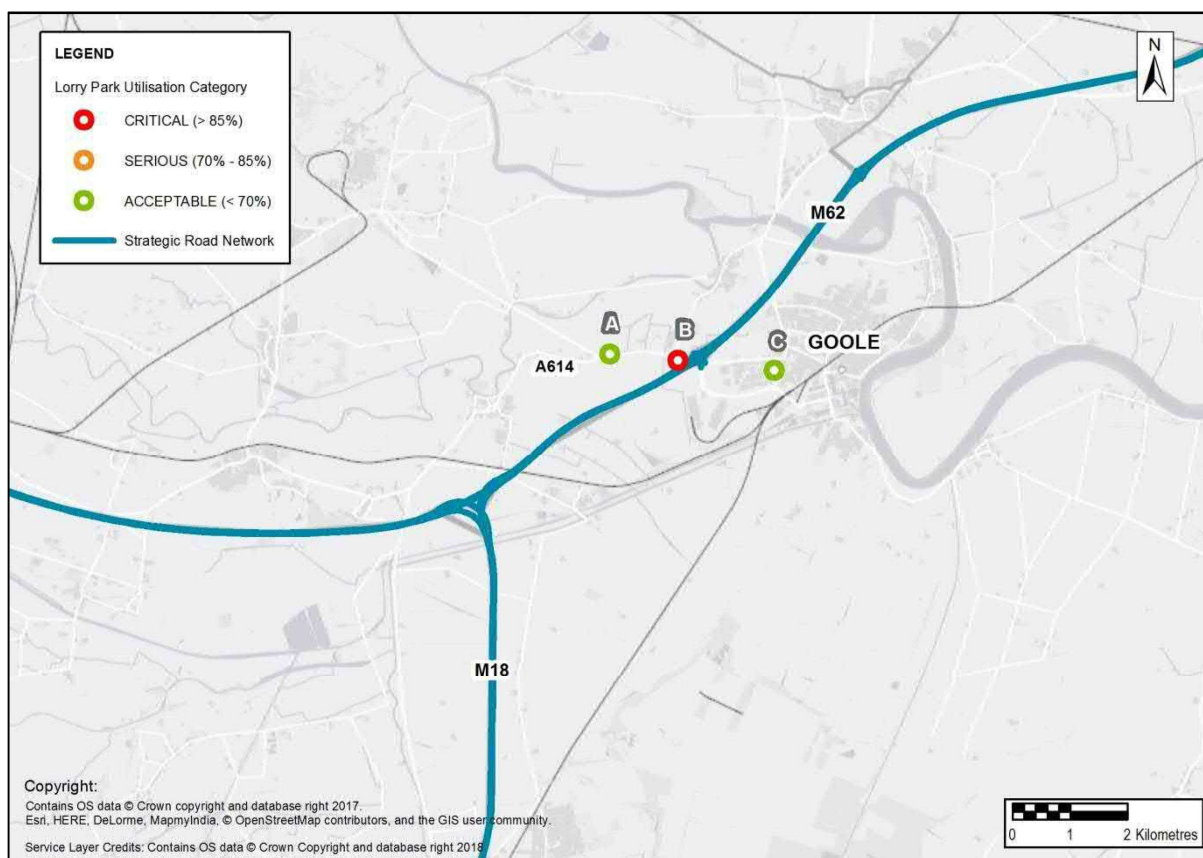 LEGEND
Lorry Park Utilisation Category
CRITICAL (> 85%)
SERIOUS (70% - 85%)
ACCEPTABLE (< 70%)
Strategic Road Network
N
M62
A
B
C
GOOLE
A614
M18
Copyright:
Contains OS data © Crown copyright and database right 2017.
Esri, HERE, DeLorme, MapmyIndia, © OpenStreetMap contributors, and the GIS user community.
Service Layer Credits: Contains OS data © Crown Copyright and database right 2018
0 1 2 Kilometres